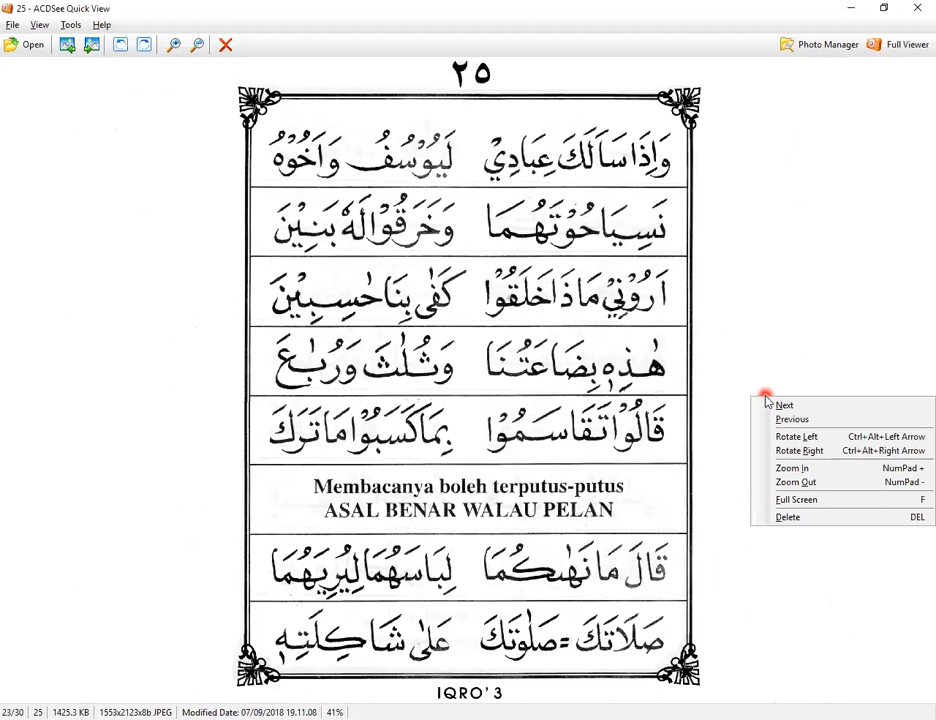 25 - ACDSee Quick View
File View Tools Help
Open
Photo Manager Full Viewer
٢٥
وَاِذَا سَاَلَكَ عِبَادِيْ لَيُوْسُفُ وَاَخُوْهُ
نَسِيَا حُوْتَهُمَا وَخَرَقُوْا لَهٗ بَنِيْنَ
اَرُوْنِيْ مَاذَا خَلَقُوْا كَفٰى بِنَا حٰسِبِيْنَ
هٰذِهٖ بِضَاعَتُنَا وَثُلٰثَ وَرُبٰعَ
قَالُوْا تَقَاسَمُوْا بِمَا كَسَبُوْا مَا تَرَكَ
Membacanya boleh terputus-putus
ASAL BENAR WALAU PELAN
قَالَ مَا نَهٰىكُمَا لِبَاسَهُمَا لِيُرِيَهُمَا
صَلَاتَكَ = صَلٰوتَكَ عَلٰى شَاكِلَتِهٖ
IQRO' 3
Next
Previous
Rotate Left Ctrl+Alt+Left Arrow
Rotate Right Ctrl+Alt+Right Arrow
Zoom In NumPad +
Zoom Out NumPad -
Full Screen F
Delete DEL
23/30 25 1425.3 KB 1553x2123x8b JPEG Modified Date: 07/09/2018 19.11.08 41%